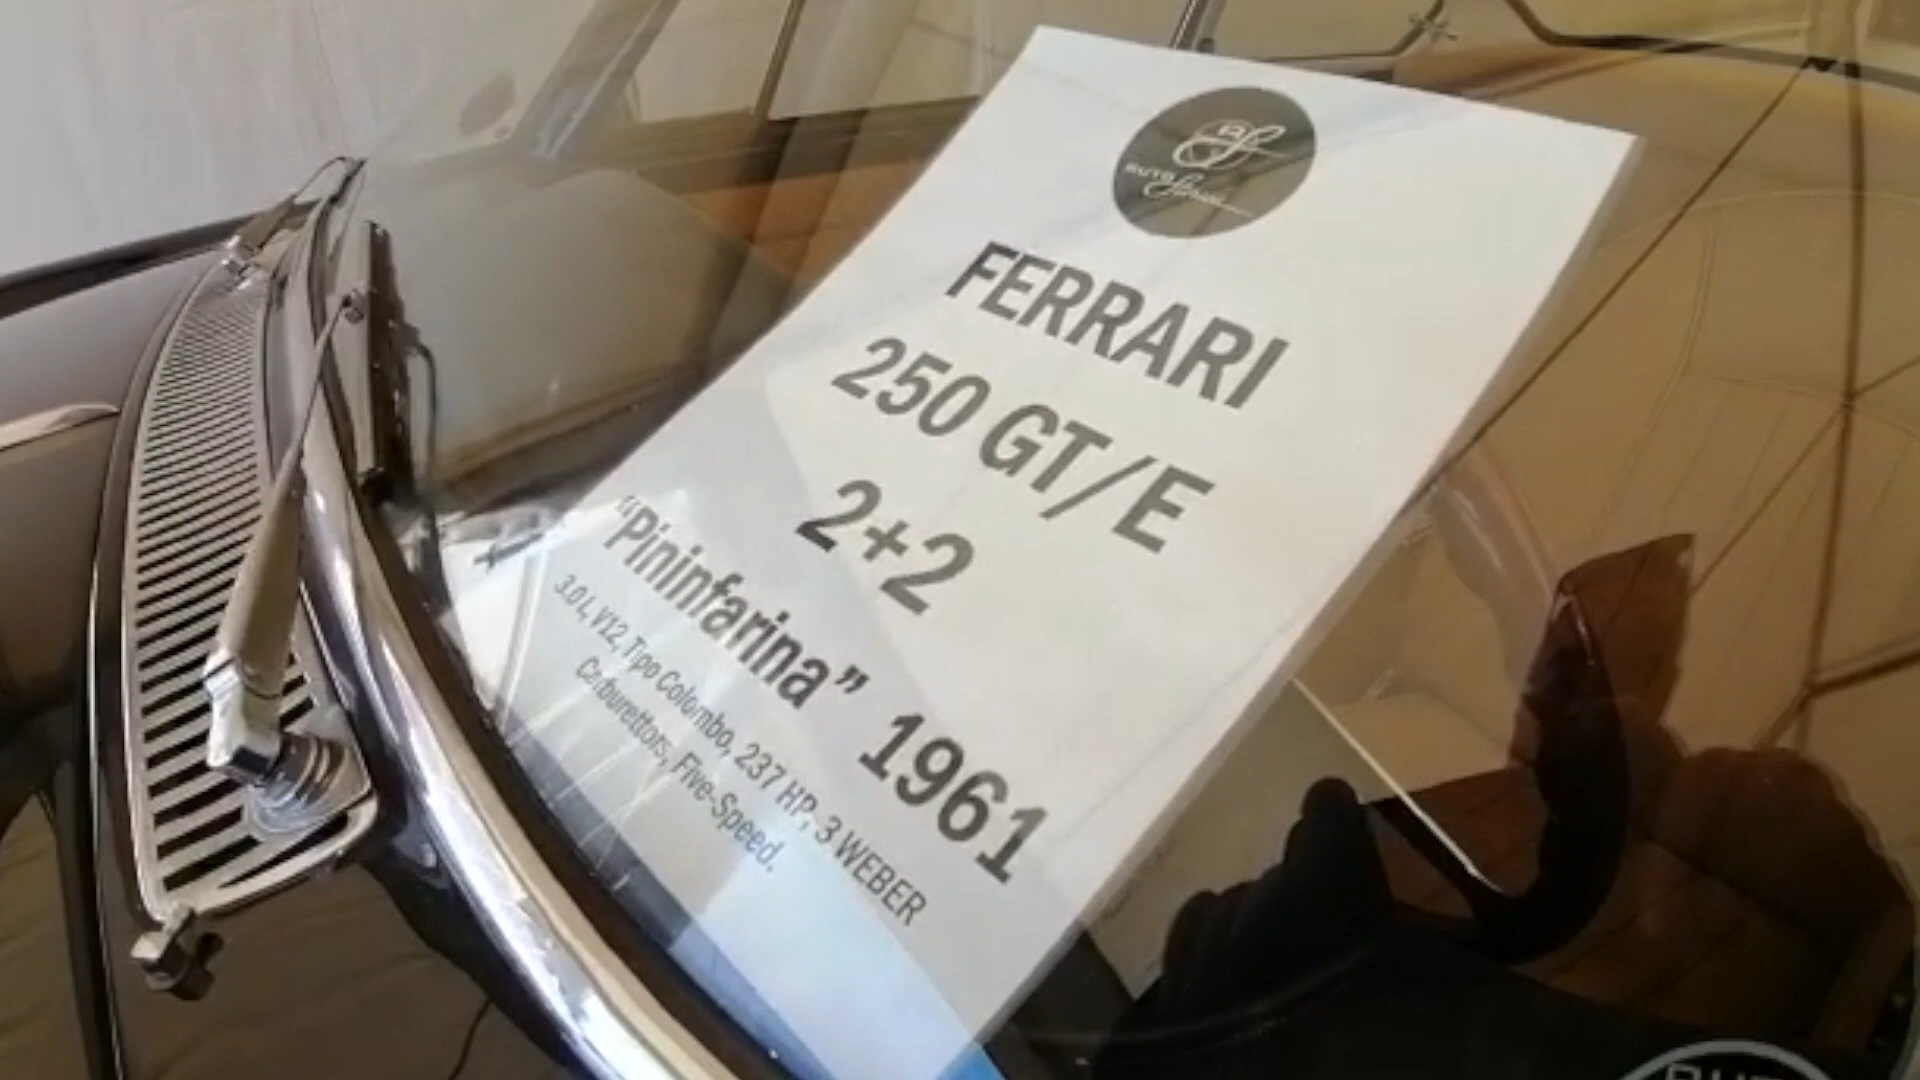 AUTO
FERRARI
250 GT/E
2+2
“Pininfarina” 1961
3.0 L, V12, Tipo Colombo, 237 HP, 3 WEBER
Carburettors, Five-Speed.